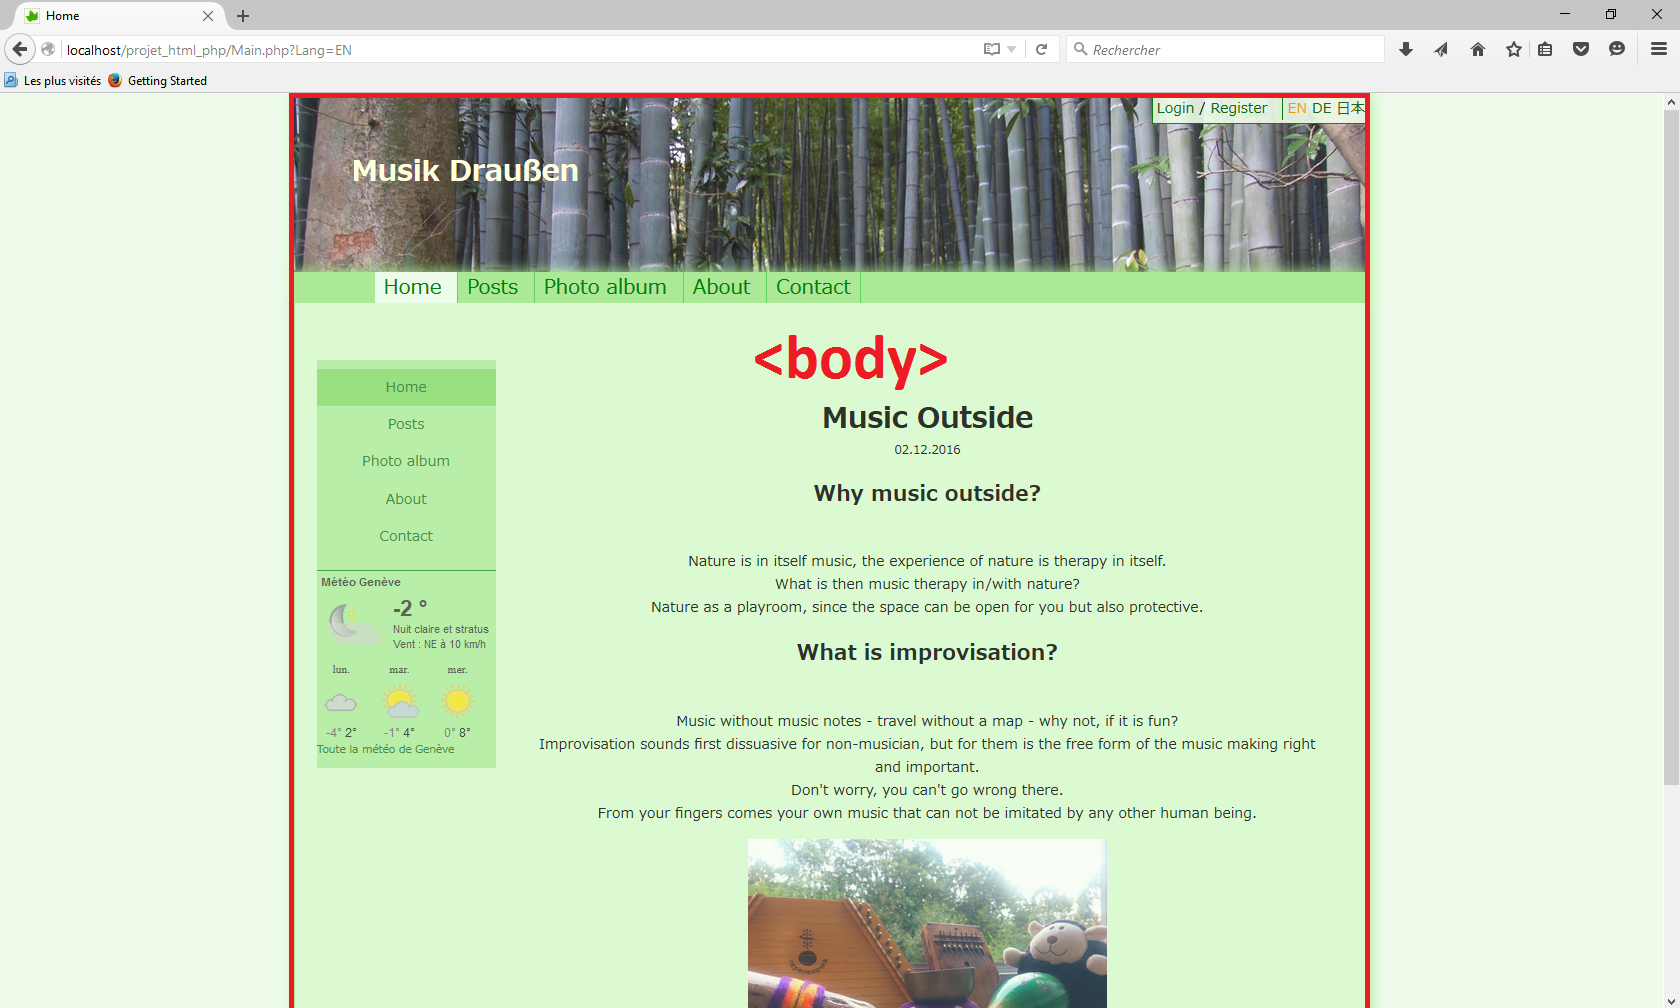 Home
localhost/projet_html_php/Main.php?Lang=EN
Rechercher
Les plus visités
Getting Started
Login / Register
EN DE 日本
Musik Draußen
Home Posts Photo album About Contact
<body>
Home
Posts
Photo album
About
Contact
Météo Genève
-2 °
Nuit claire et stratus
Vent : NE à 10 km/h
lun. mar. mer.
-4° 2° -1° 4° 0° 8°
Toute la météo de Genève
Music Outside
02.12.2016
Why music outside?
Nature is in itself music, the experience of nature is therapy in itself.
What is then music therapy in/with nature?
Nature as a playroom, since the space can be open for you but also protective.
What is improvisation?
Music without music notes - travel without a map - why not, if it is fun?
Improvisation sounds first dissuasive for non-musician, but for them is the free form of the music making right
and important.
Don't worry, you can't go wrong there.
From your fingers comes your own music that can not be imitated by any other human being.